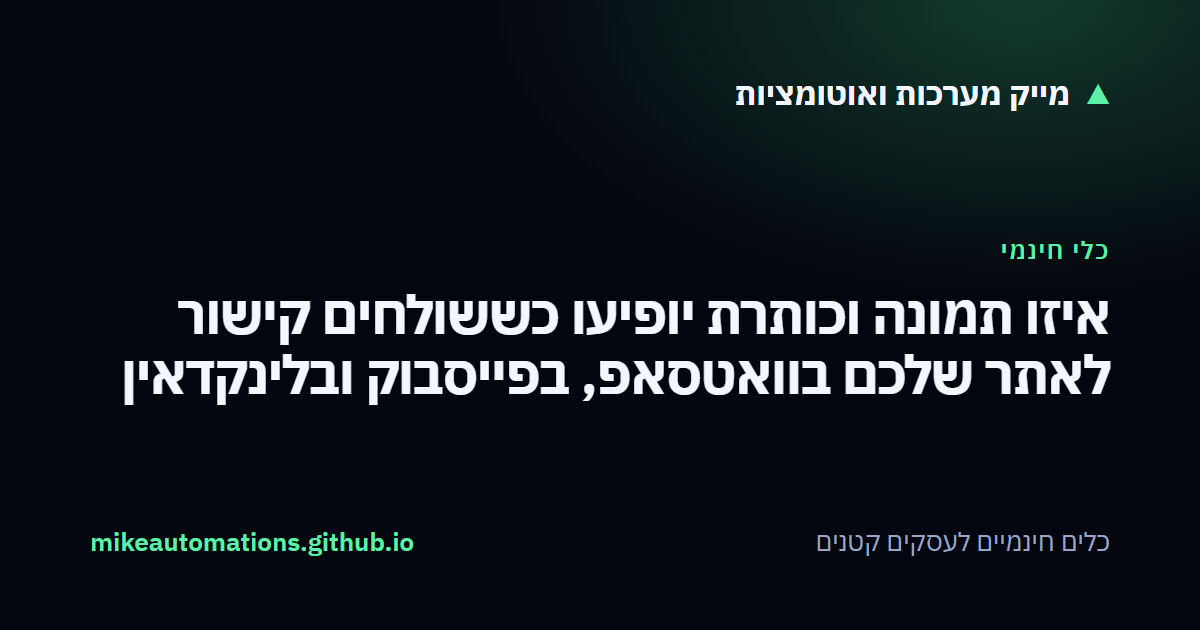 מייק מערכות ואוטומציות
כלי חינמי
איזו תמונה וכותרת יופיעו כששולחים קישור
לאתר שלכם בוואטסאפ, בפייסבוק ובלינקדאין
כלים חינמיים לעסקים קטנים
mikeautomations.github.io